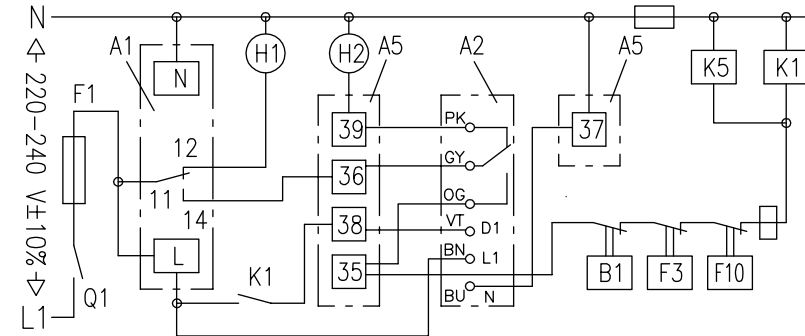 N
A1
H1
H2
A5
A2
A5
K5
K1
N
F1
220-240 V±10%
39
PK
37
12
36
GY
11
14
OG
38
VT
D1
L
K1
35
BN
L1
Q1
BU
N
B1
F3
F10
L1